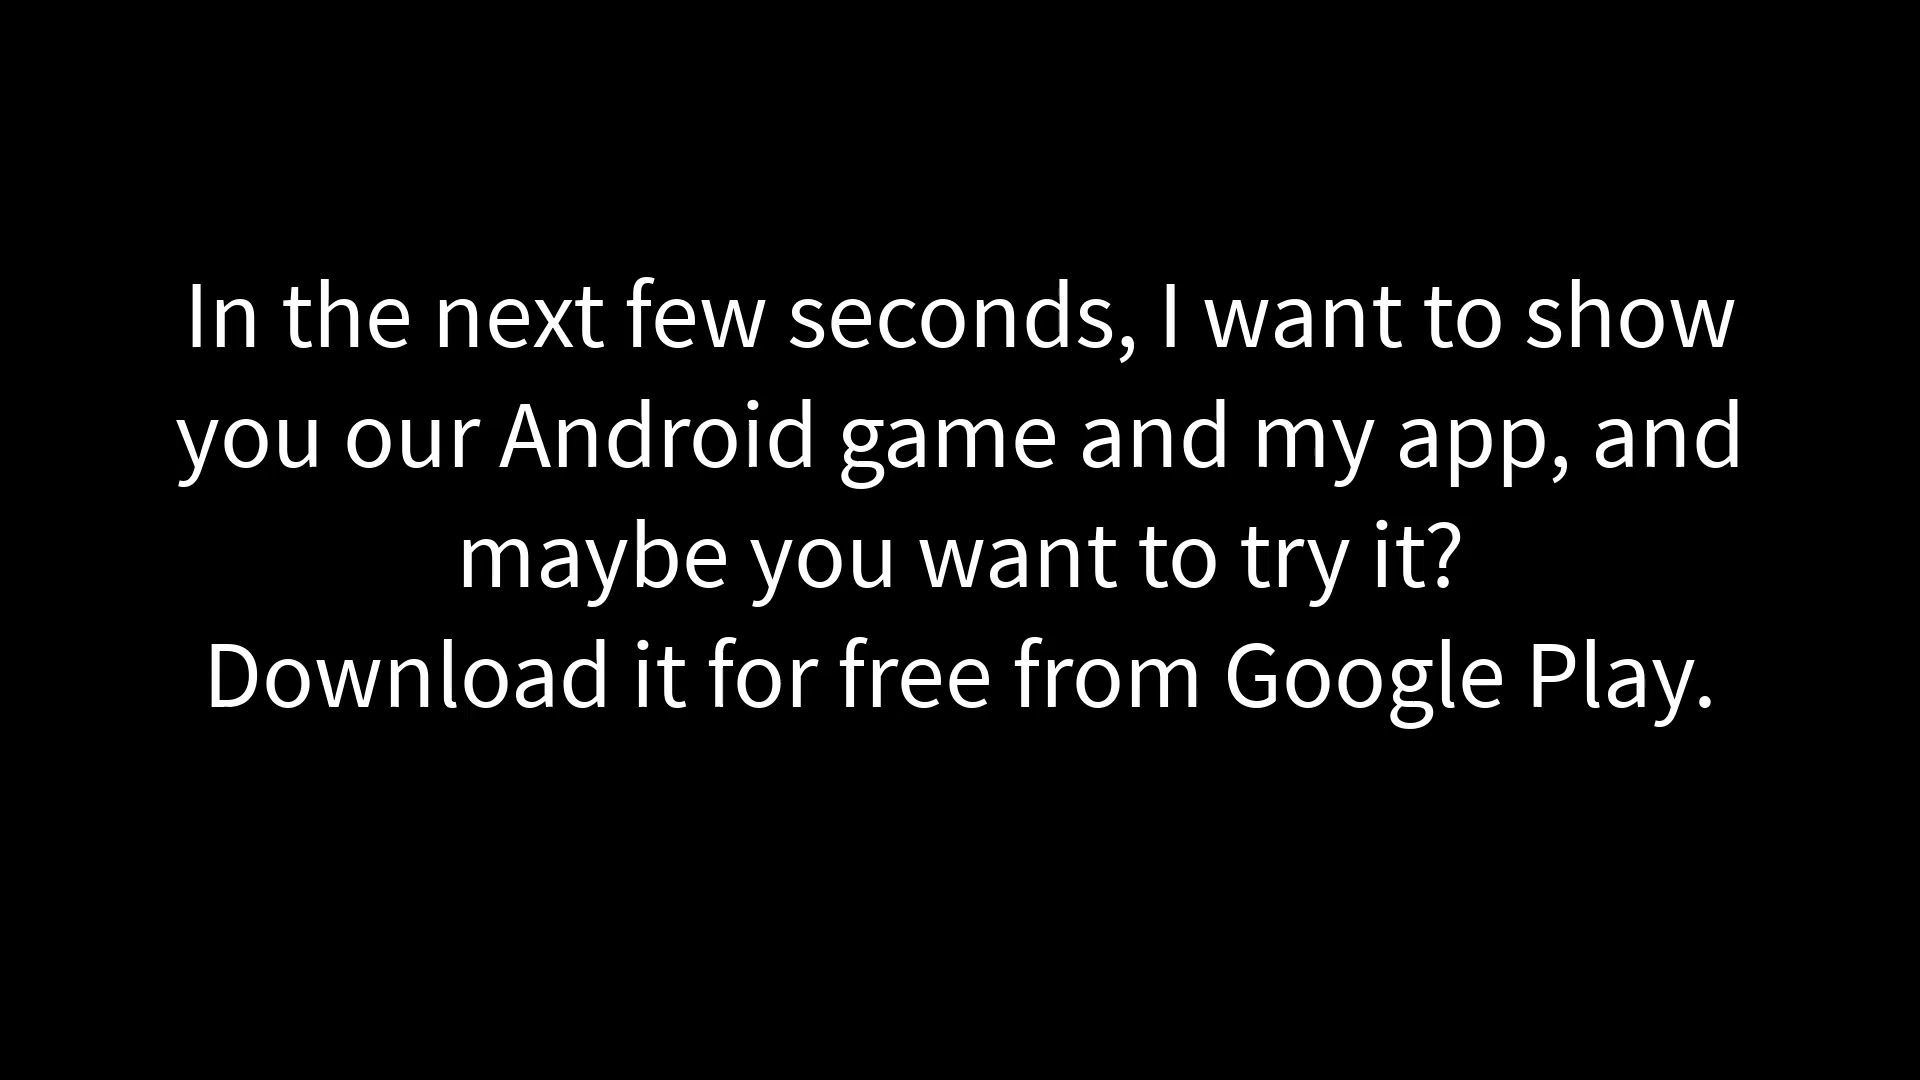 In the next few seconds, I want to show
you our Android game and my app, and
maybe you want to try it?
Download it for free from Google Play.